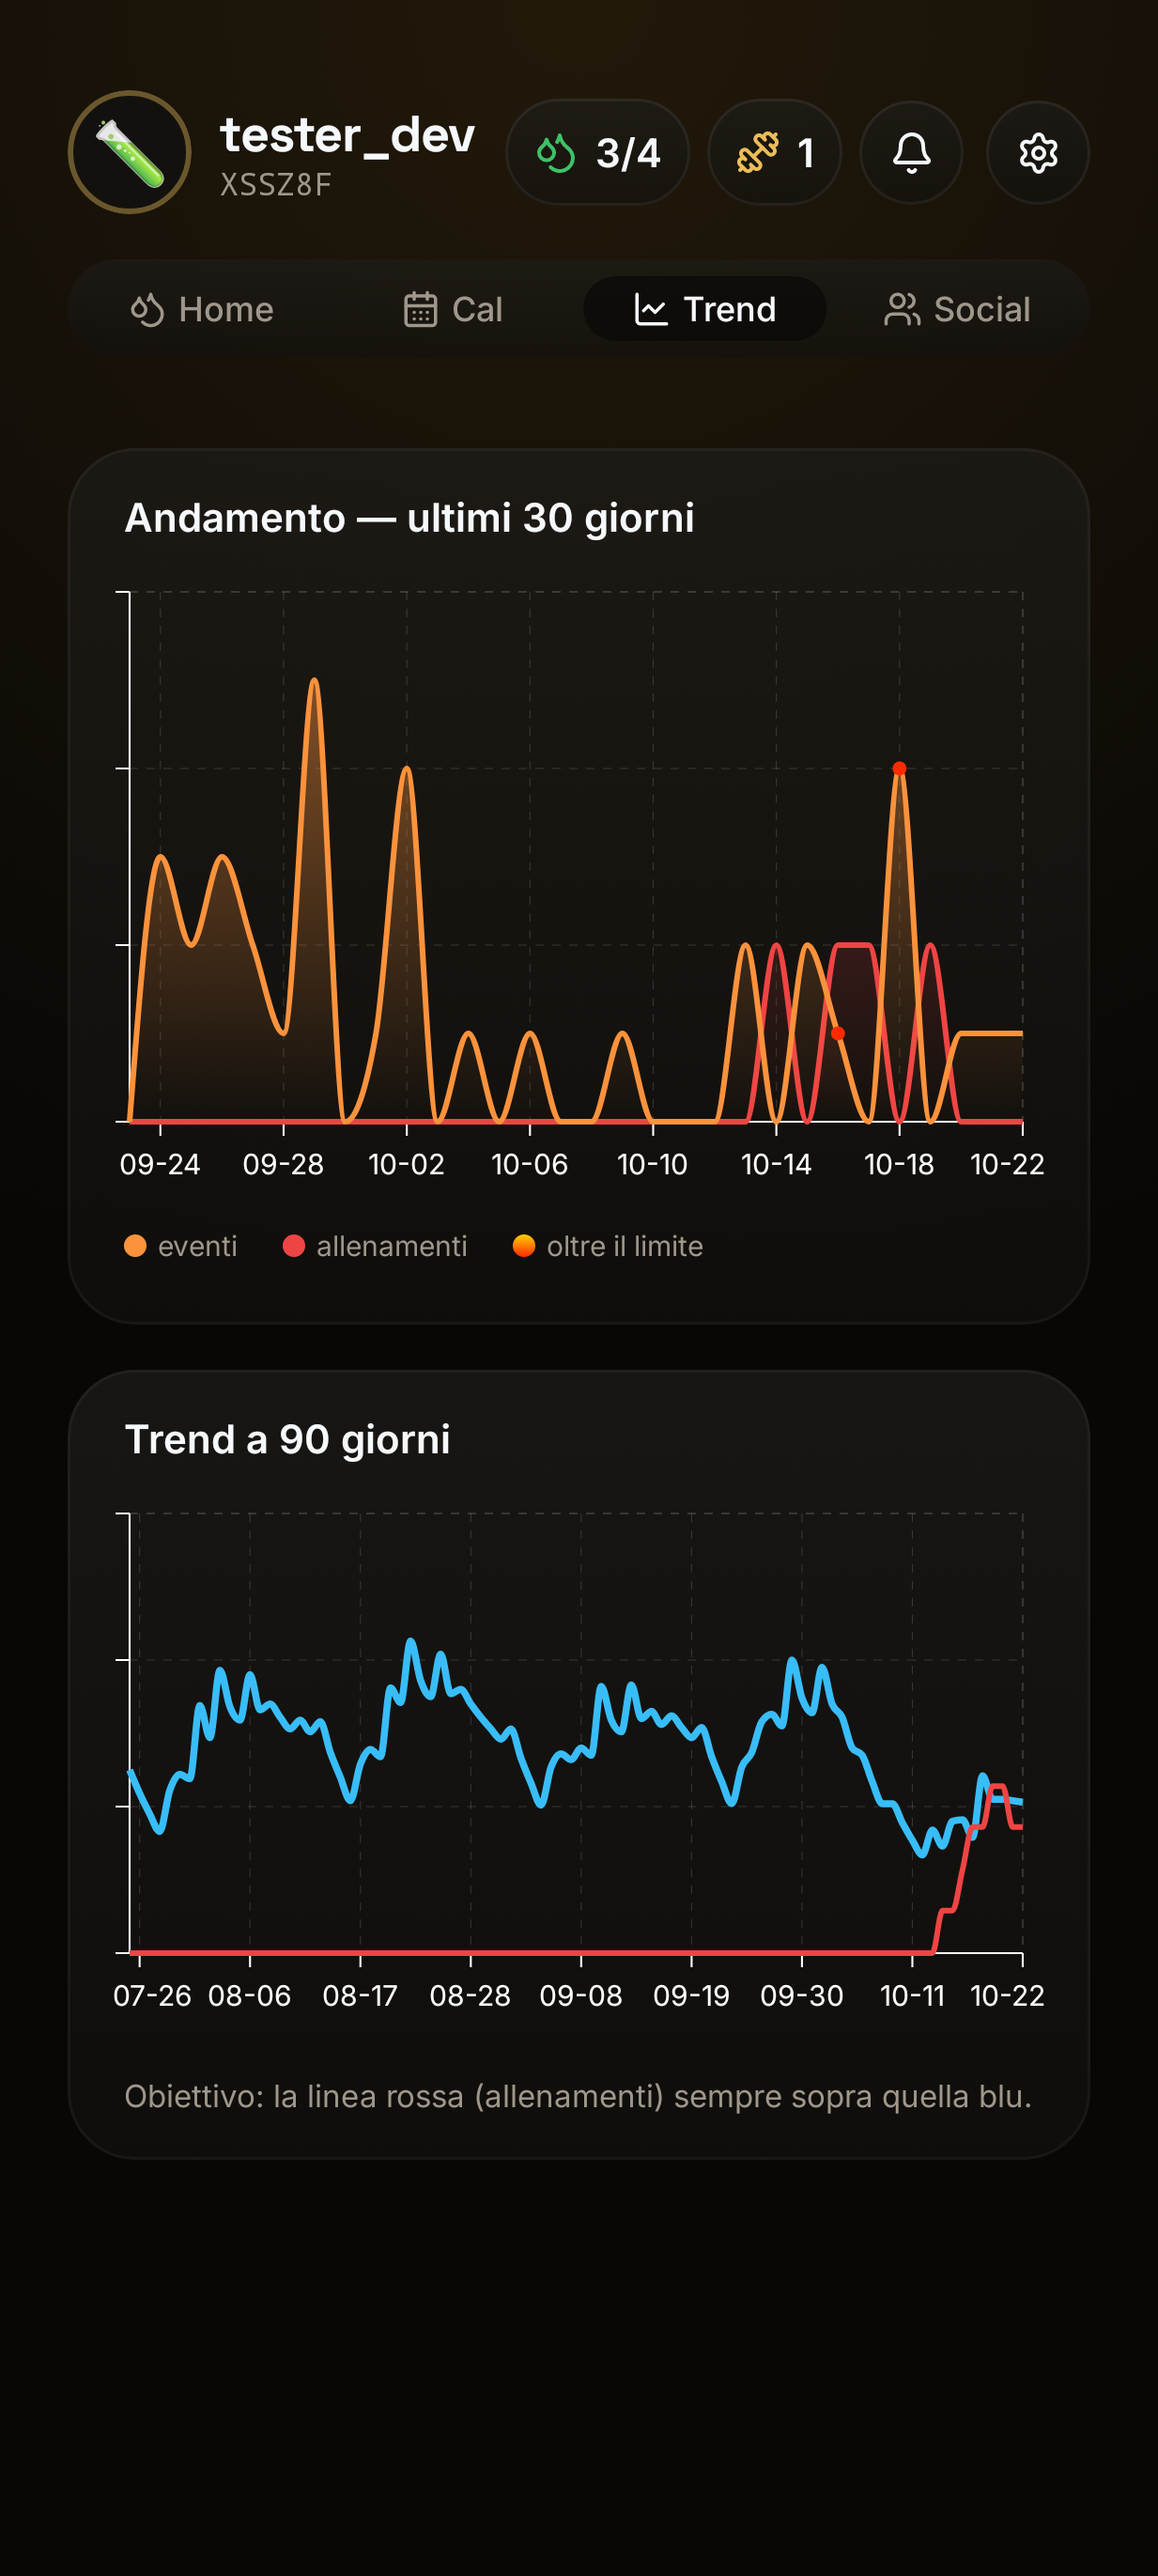 tester_dev
XSSZ8F
3/4
1
Home
Cal
Trend
Social
Andamento — ultimi 30 giorni
09-24 09-28 10-02 10-06 10-10 10-14 10-18 10-22
eventi allenamenti oltre il limite
Trend a 90 giorni
07-26 08-06 08-17 08-28 09-08 09-19 09-30 10-11 10-22
Obiettivo: la linea rossa (allenamenti) sempre sopra quella blu.